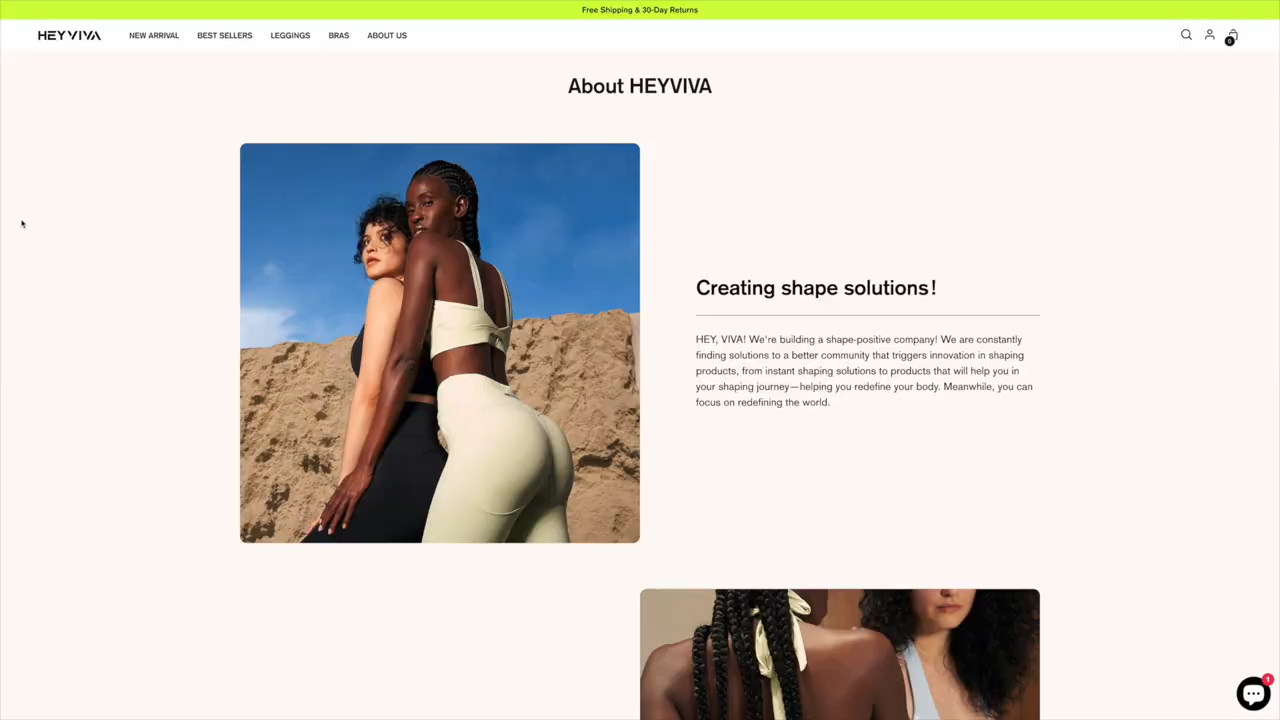 Free Shipping & 30-Day Returns
HEY VIVA
NEW ARRIVAL
BEST SELLERS
LEGGINGS
BRAS
ABOUT US
0
About HEYVIVA
Creating shape solutions!
HEY, VIVA! We're building a shape-positive company! We are constantly
finding solutions to a better community that triggers innovation in shaping
products, from instant shaping solutions to products that will help you in
your shaping journey—helping you redefine your body. Meanwhile, you can
focus on redefining the world.
1